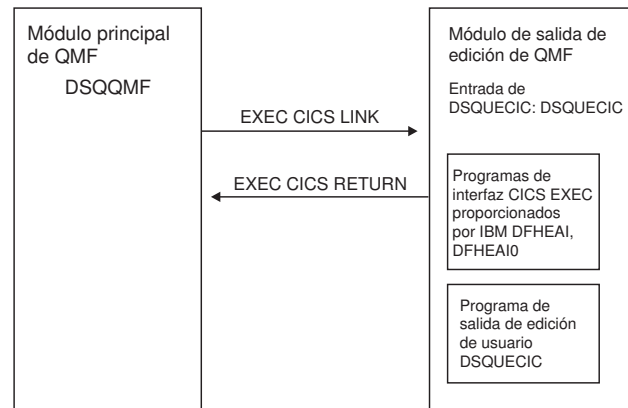 Módulo principal
de QMF
DSQQMF
EXEC CICS LINK
EXEC CICS RETURN
Módulo de salida de
edición de QMF
Entrada de
DSQUECIC: DSQUECIC
Programas de
interfaz CICS EXEC
proporcionados
por IBM DFHEAI,
DFHEAI0
Programa de
salida de edición
de usuario
DSQUECIC